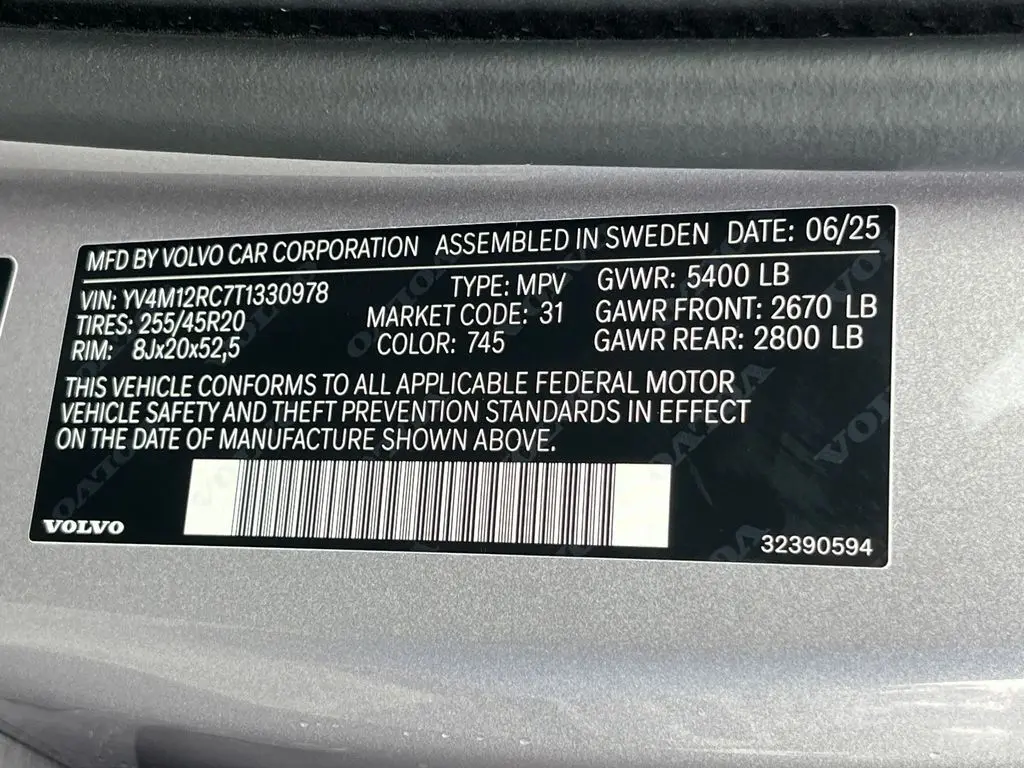 MFD BY VOLVO CAR CORPORATION ASSEMBLED IN SWEDEN DATE: 06/25
VIN: YV4M12RC7T1330978 TYPE: MPV GVWR: 5400 LB
TIRES: 255/45R20 MARKET CODE: 31 GAWR FRONT: 2670 LB
RIM: 8Jx20x52,5 COLOR: 745 GAWR REAR: 2800 LB
THIS VEHICLE CONFORMS TO ALL APPLICABLE FEDERAL MOTOR
VEHICLE SAFETY AND THEFT PREVENTION STANDARDS IN EFFECT
ON THE DATE OF MANUFACTURE SHOWN ABOVE.
VOLVO
32390594